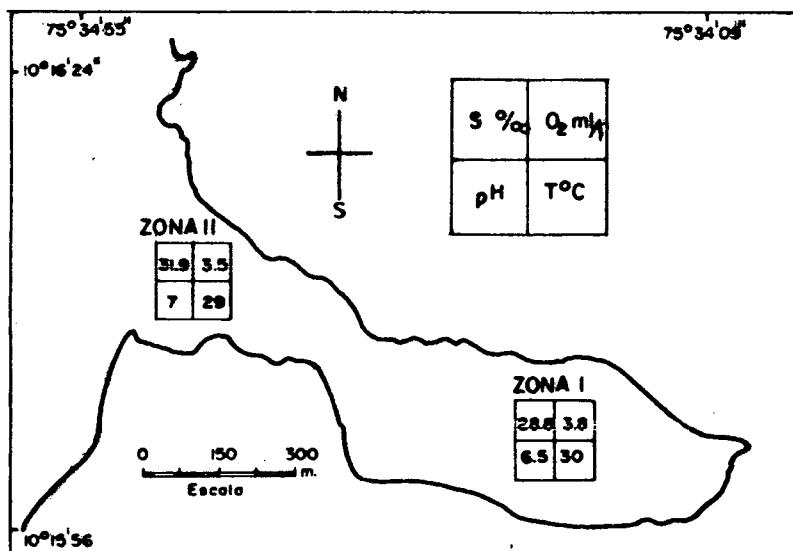 75°34'55"
75°34'09"
10°16'24"
N
S
S ‰ O₂ ml/l
pH T°C
ZONA II
31.9 3.5
7 29
ZONA I
28.8 3.8
6.5 30
0 150 300 m.
Escala
10°15'56